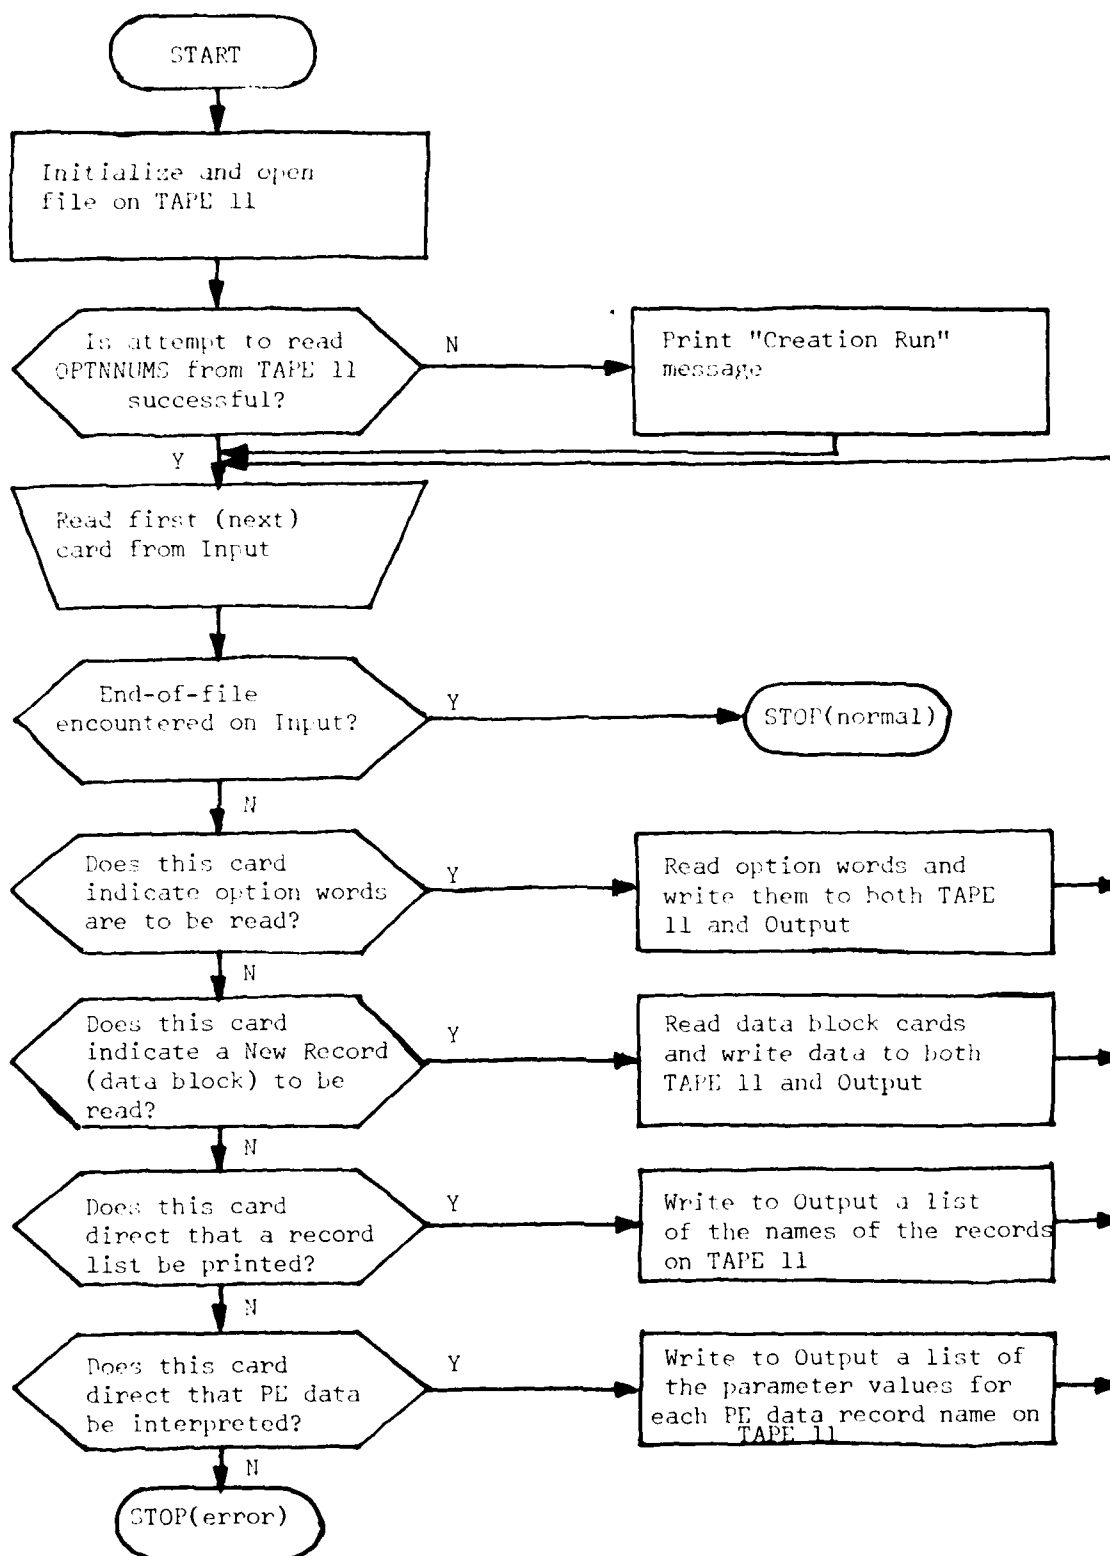 START
Initialize and open
file on TAPE 11
Is attempt to read
OPTNNUMS from TAPE 11
successful?
N
Print "Creation Run"
message
Y
Read first (next)
card from Input
End-of-file
encountered on Input?
Y
STOP(normal)
N
Does this card
indicate option words
are to be read?
Y
Read option words and
write them to both TAPE
11 and Output
N
Does this card
indicate a New Record
(data block) to be
read?
Y
Read data block cards
and write data to both
TAPE 11 and Output
N
Does this card
direct that a record
list be printed?
Y
Write to Output a list
of the names of the records
on TAPE 11
N
Does this card
direct that PE data
be interpreted?
Y
Write to Output a list of
the parameter values for
each PE data record name on
TAPE 11
N
STOP(error)